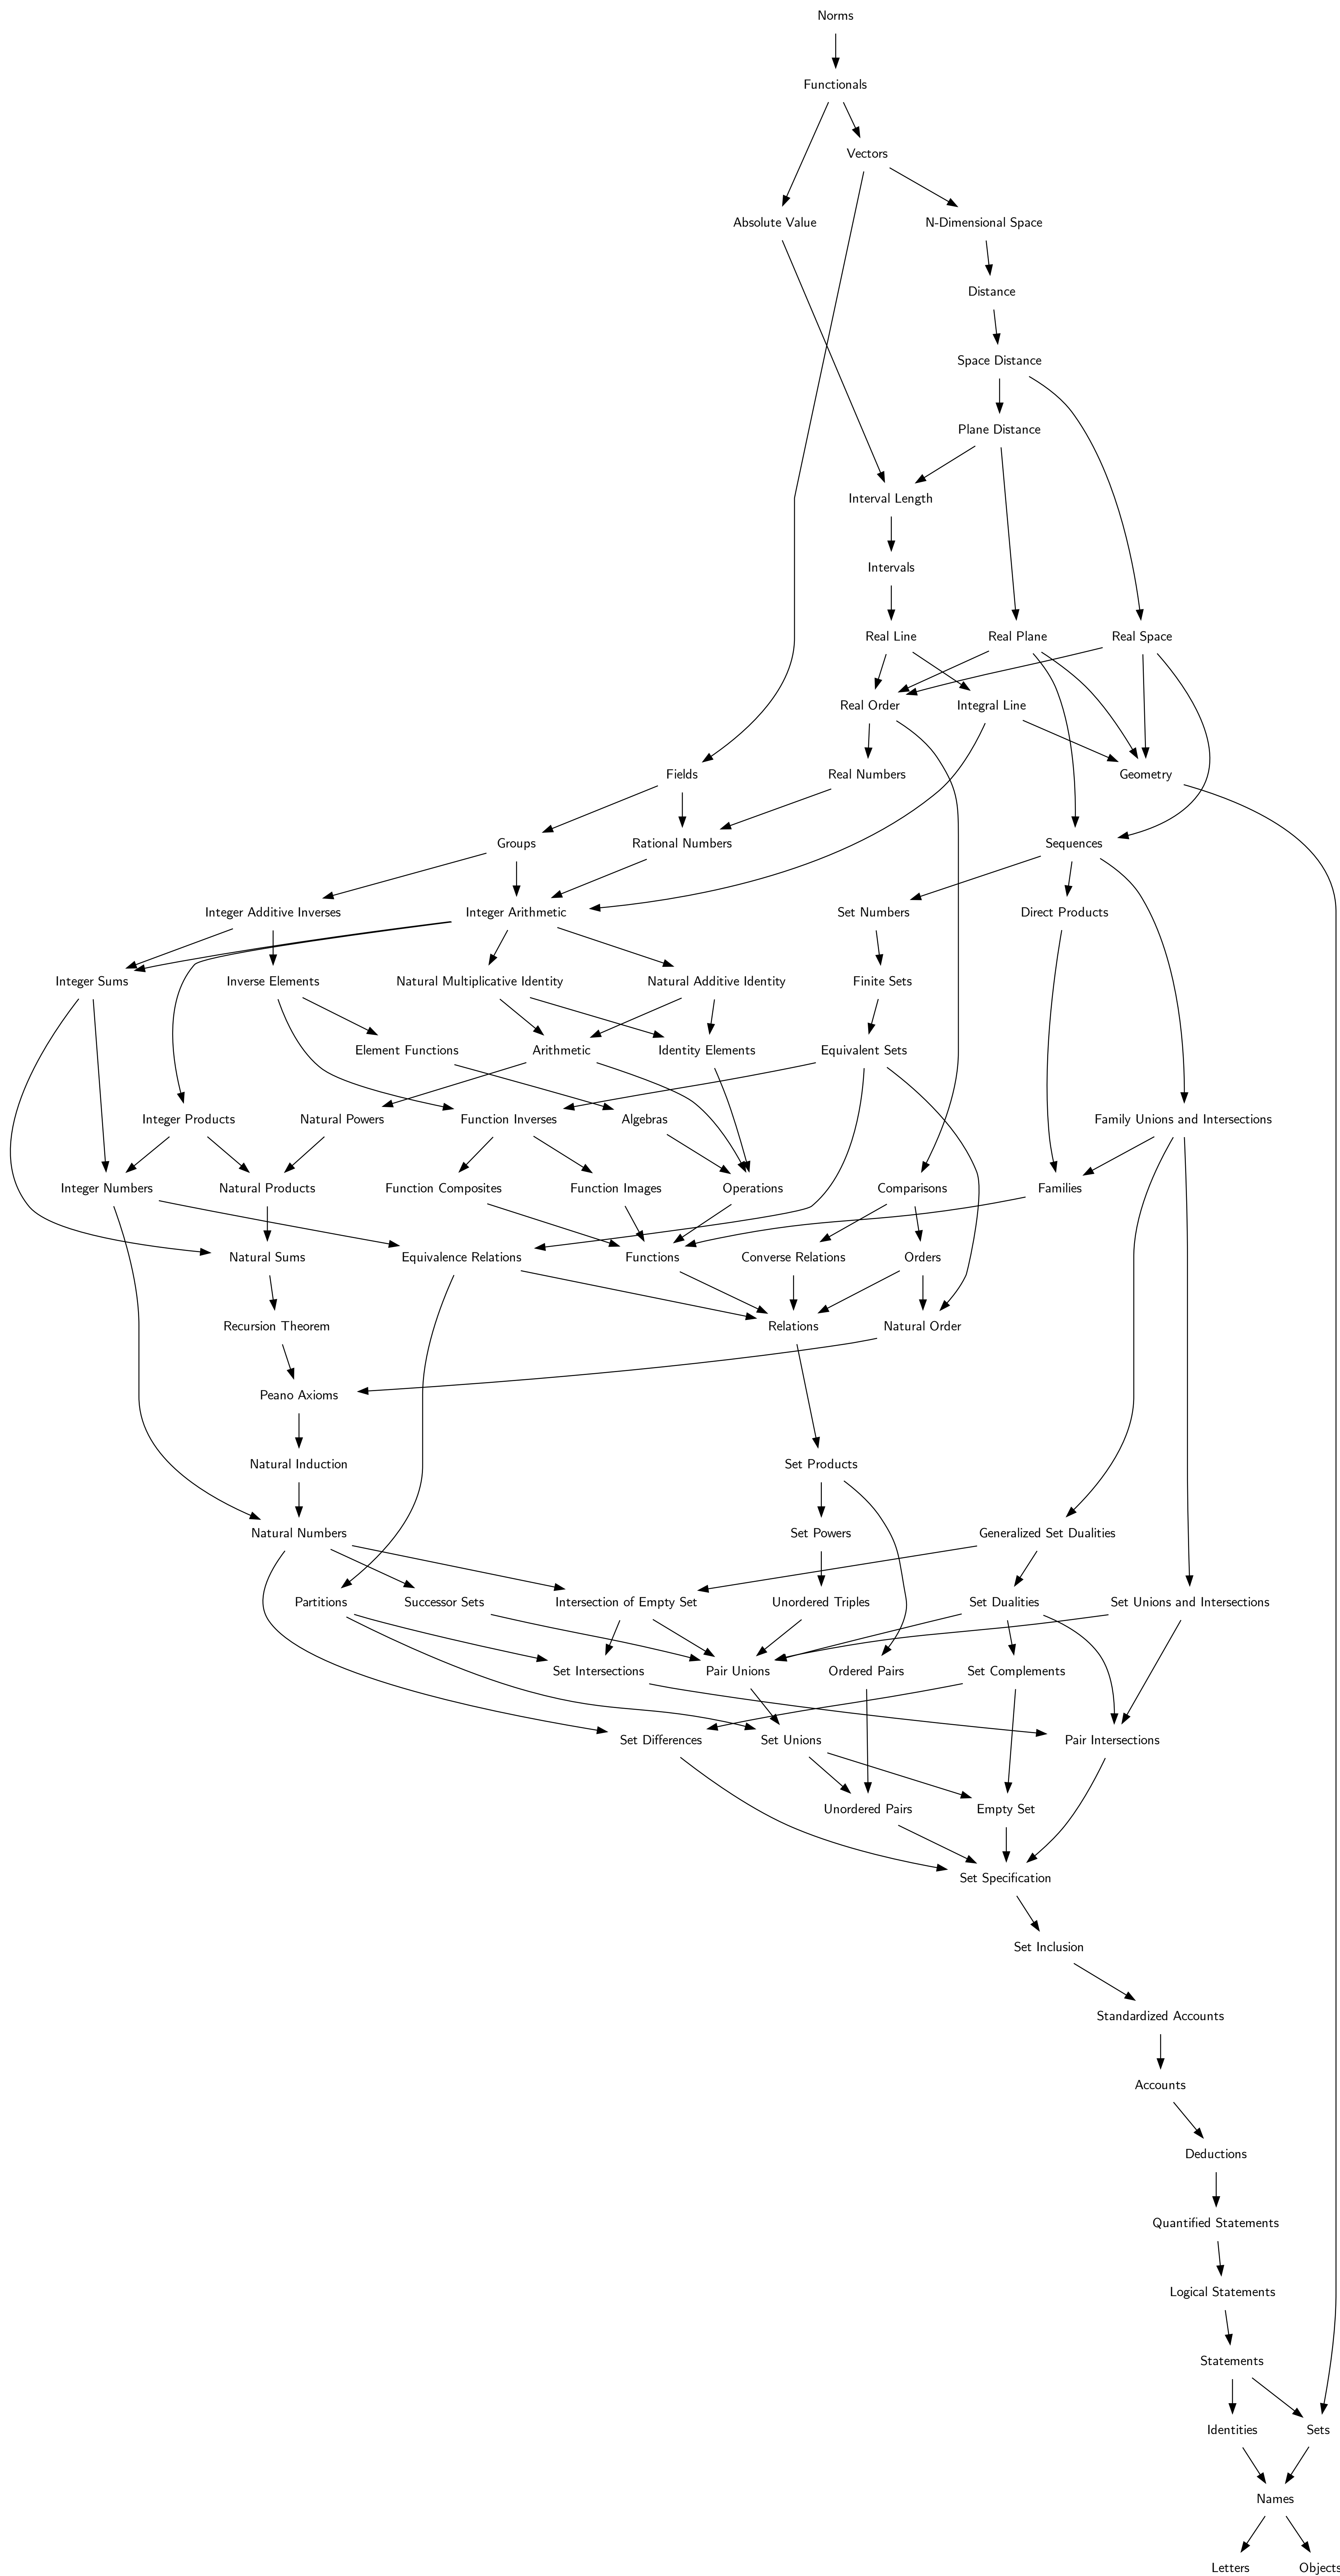 Norms
Functionals
Vectors
Absolute Value
N-Dimensional Space
Distance
Space Distance
Plane Distance
Interval Length
Intervals
Real Line
Real Plane
Real Space
Real Order
Integral Line
Fields
Real Numbers
Geometry
Groups
Rational Numbers
Sequences
Integer Additive Inverses
Integer Arithmetic
Set Numbers
Direct Products
Integer Sums
Inverse Elements
Natural Multiplicative Identity
Natural Additive Identity
Finite Sets
Element Functions
Arithmetic
Identity Elements
Equivalent Sets
Integer Products
Natural Powers
Function Inverses
Algebras
Family Unions and Intersections
Integer Numbers
Natural Products
Function Composites
Function Images
Operations
Comparisons
Families
Natural Sums
Equivalence Relations
Functions
Converse Relations
Orders
Recursion Theorem
Relations
Natural Order
Peano Axioms
Natural Induction
Set Products
Natural Numbers
Set Powers
Generalized Set Dualities
Partitions
Successor Sets
Intersection of Empty Set
Unordered Triples
Set Dualities
Set Unions and Intersections
Set Intersections
Pair Unions
Ordered Pairs
Set Complements
Set Differences
Set Unions
Pair Intersections
Unordered Pairs
Empty Set
Set Specification
Set Inclusion
Standardized Accounts
Accounts
Deductions
Quantified Statements
Logical Statements
Statements
Identities
Sets
Names
Letters
Objects